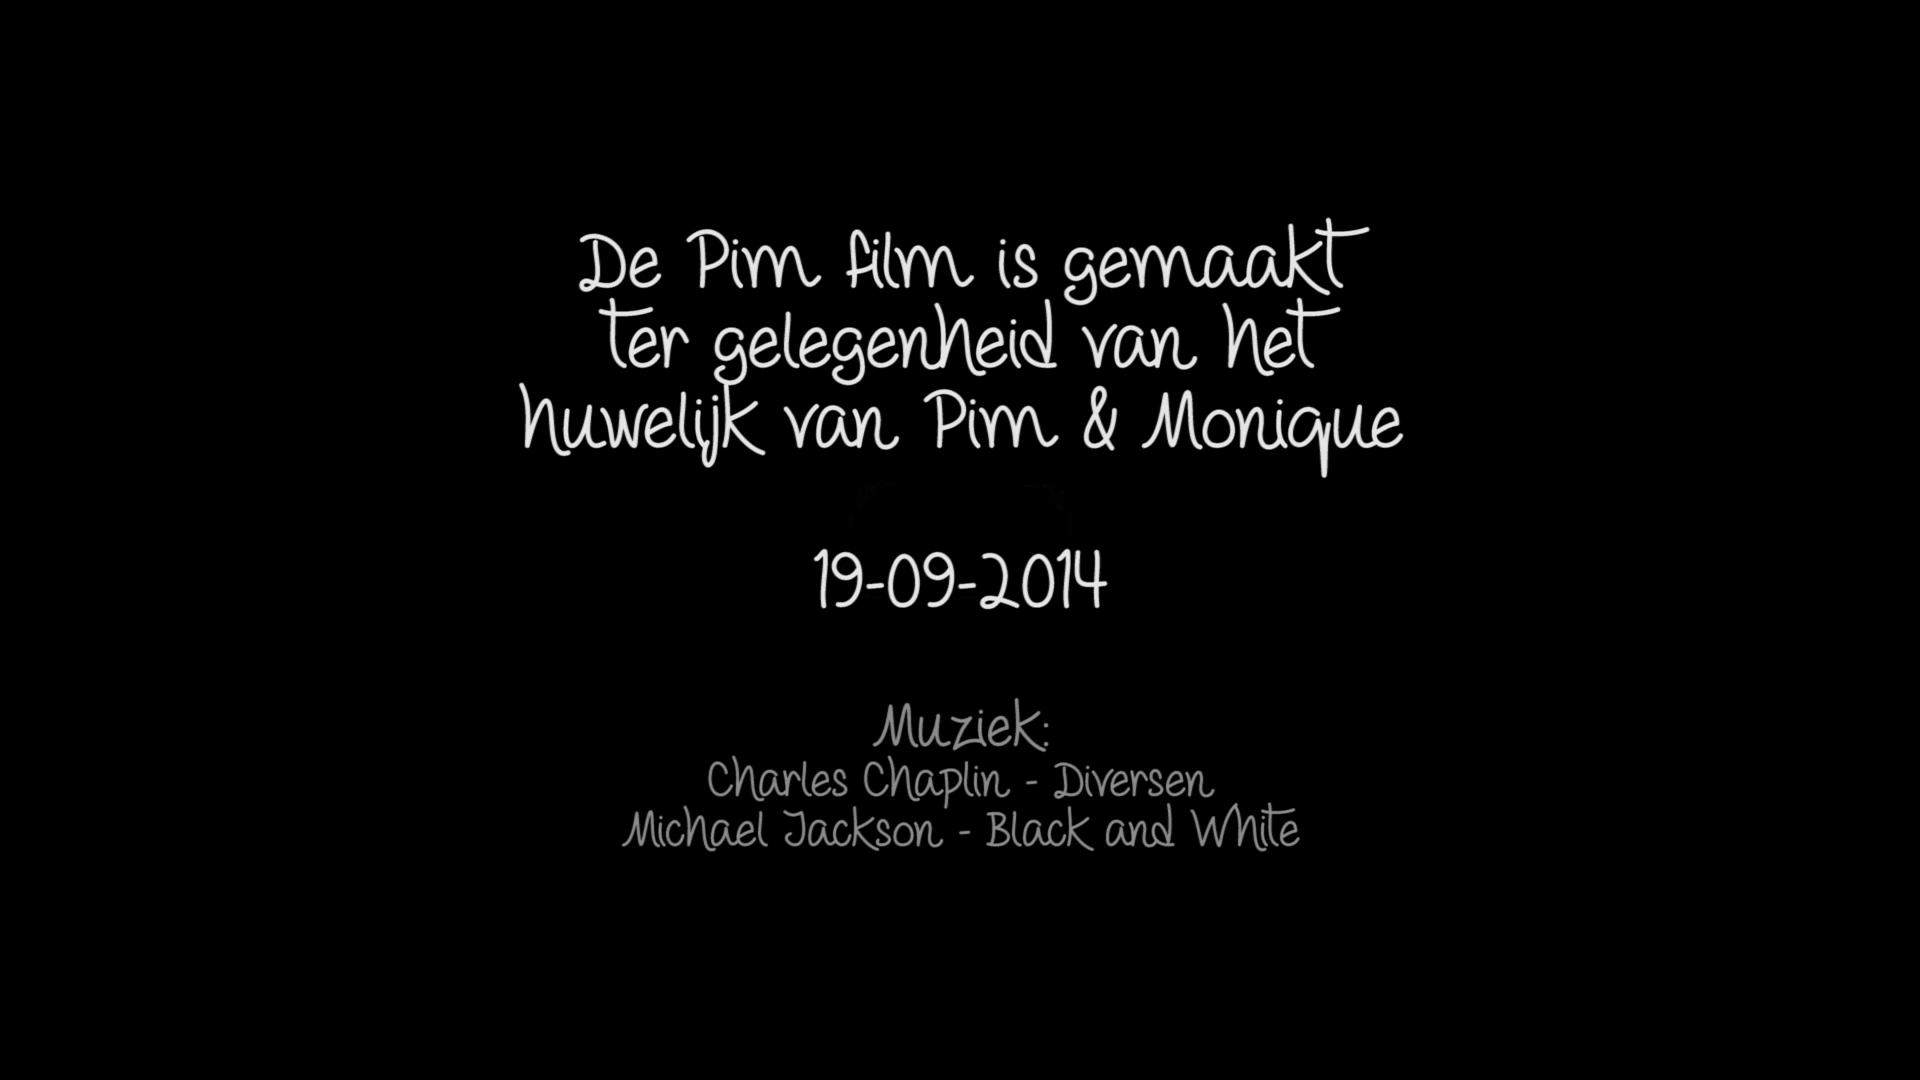 De Pim film is gemaakt
ter gelegenheid van het
huwelijk van Pim & Monique
19-09-2014
Muziek:
Charles Chaplin - Diversen
Michael Jackson - Black and White